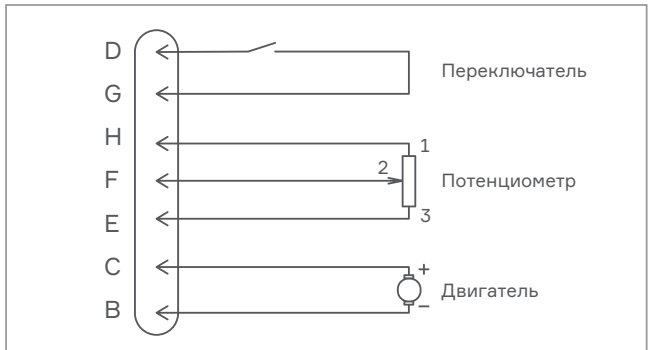 D
G
Переключатель
H
1
F
2
Потенциометр
E
3
C
+
Двигатель
B
−